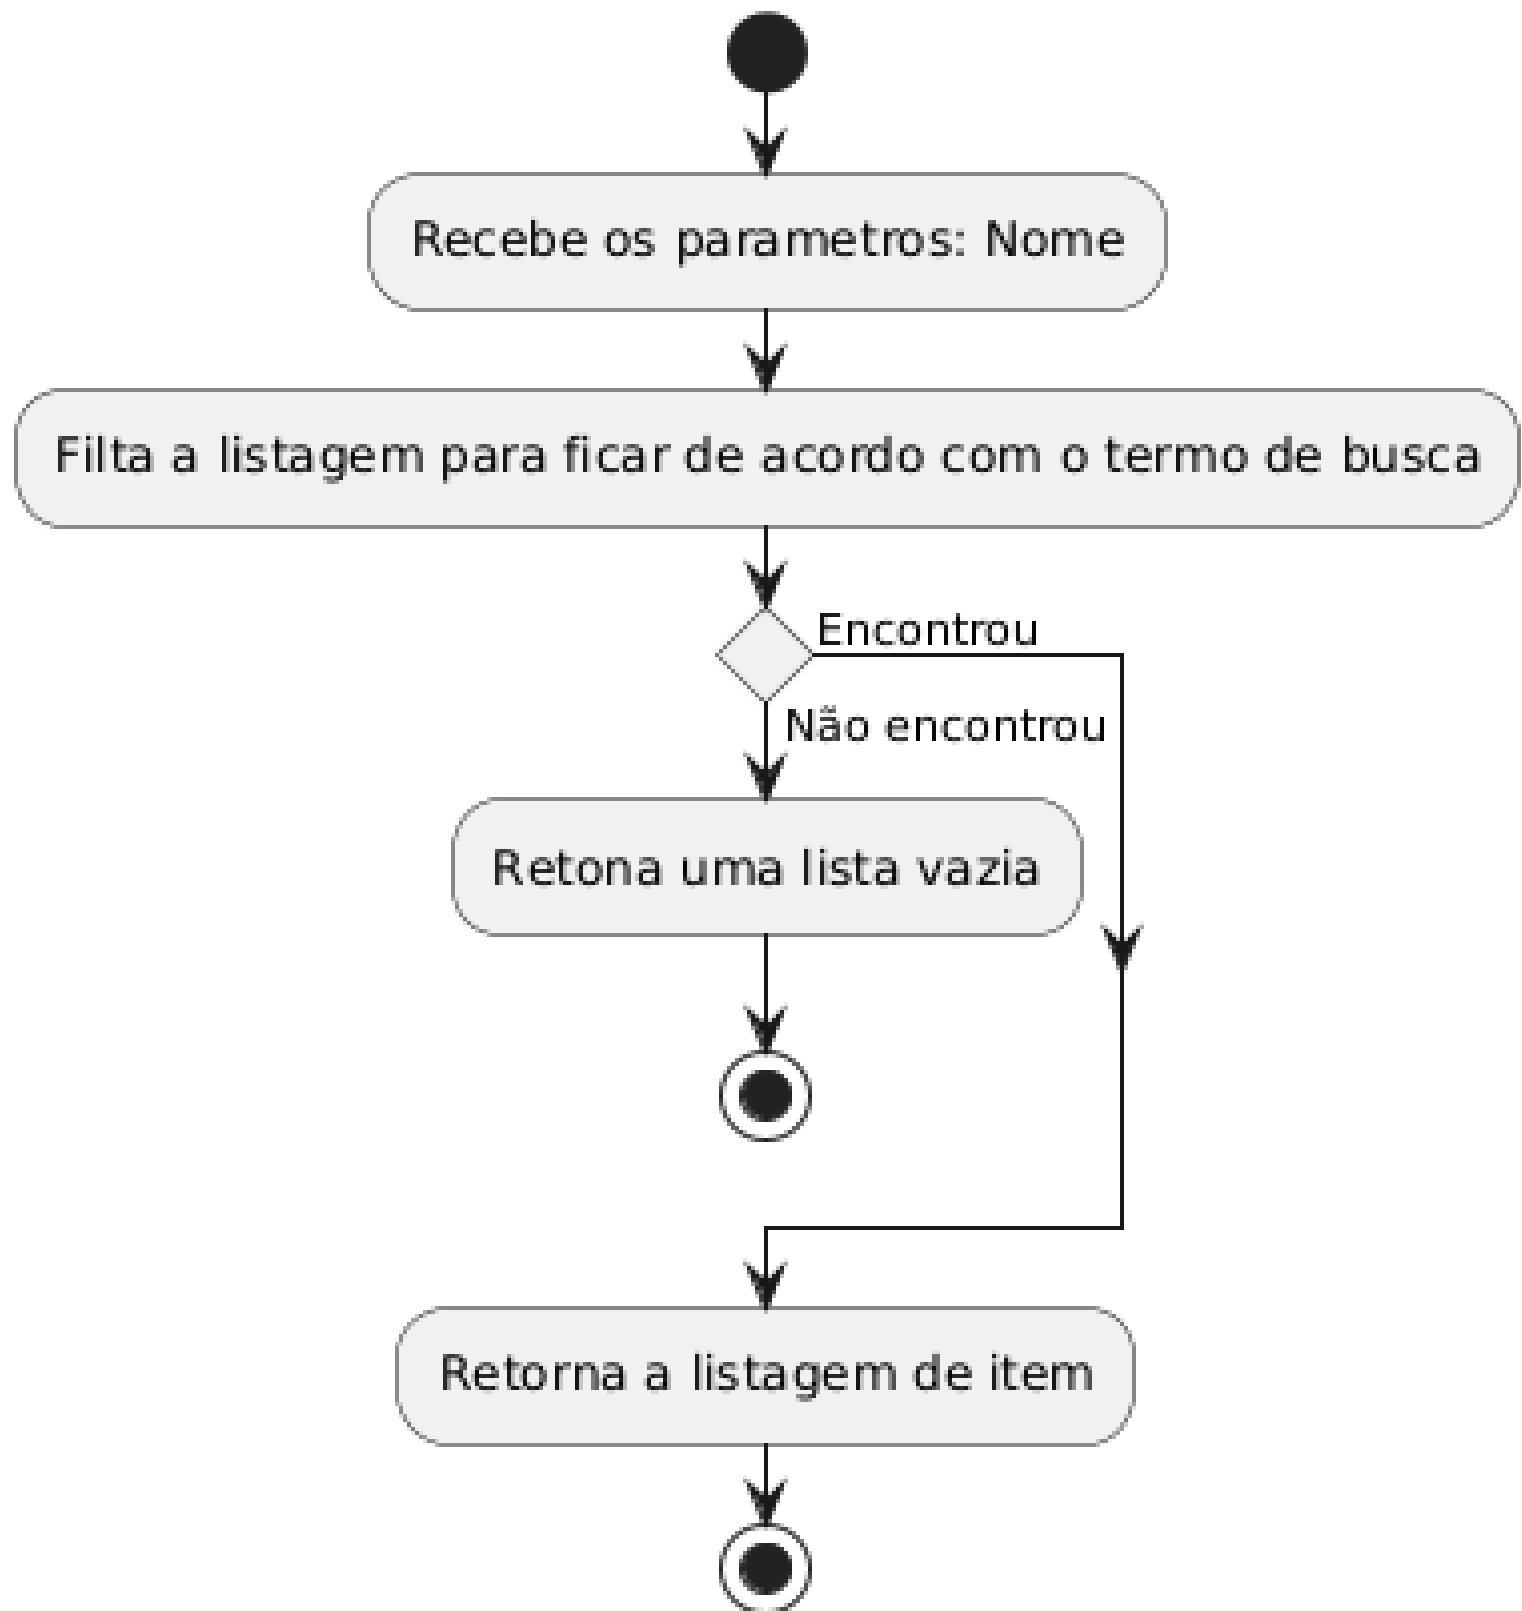 Recebe os parametros: Nome
Filta a listagem para ficar de acordo com o termo de busca
Encontrou
Não encontrou
Retona uma lista vazia
Retorna a listagem de item